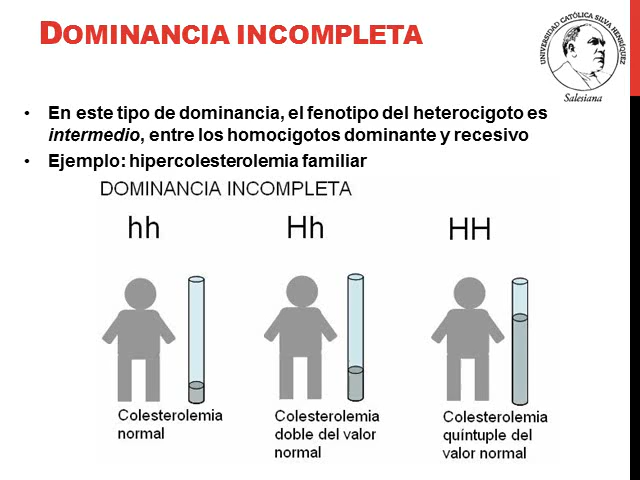 DOMINANCIA INCOMPLETA
UNIVERSIDAD CATÓLICA SILVA HENRÍQUEZ
Salesiana
• En este tipo de dominancia, el fenotipo del heterocigoto es
intermedio, entre los homocigotos dominante y recesivo
• Ejemplo: hipercolesterolemia familiar
DOMINANCIA INCOMPLETA
hh Hh HH
Colesterolemia
normal
Colesterolemia
doble del valor
normal
Colesterolemia
quíntuple del
valor normal